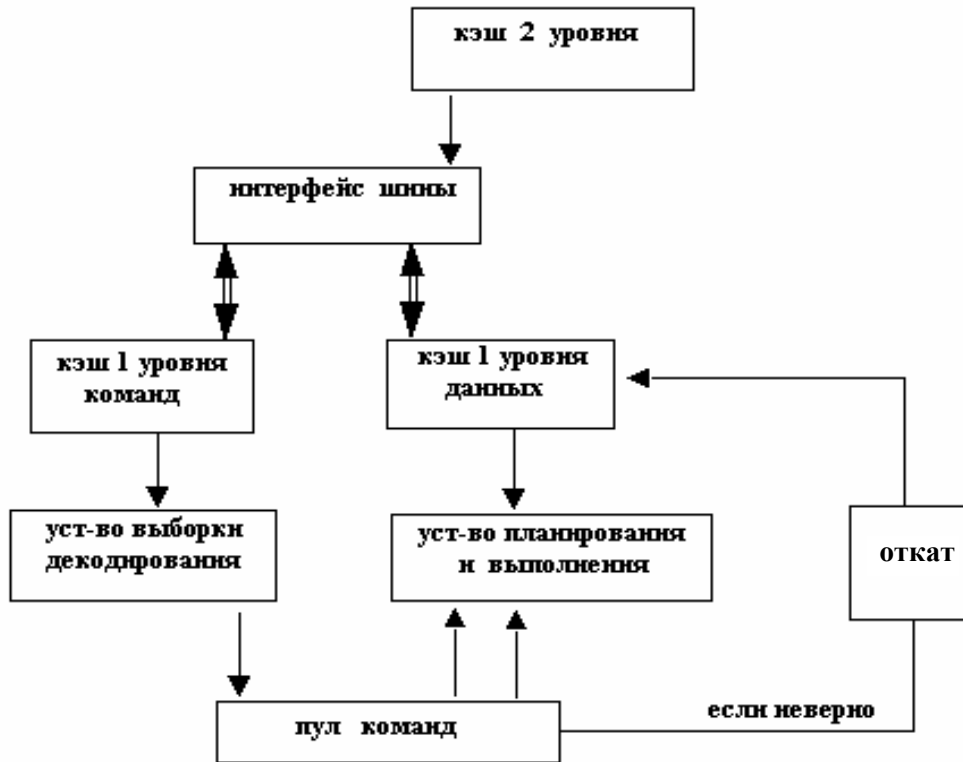 кэш 2 уровня
интерфейс шины
кэш 1 уровня
команд
кэш 1 уровня
данных
уст-во выборки
декодирования
уст-во планирования
и выполнения
откат
если неверно
пул команд